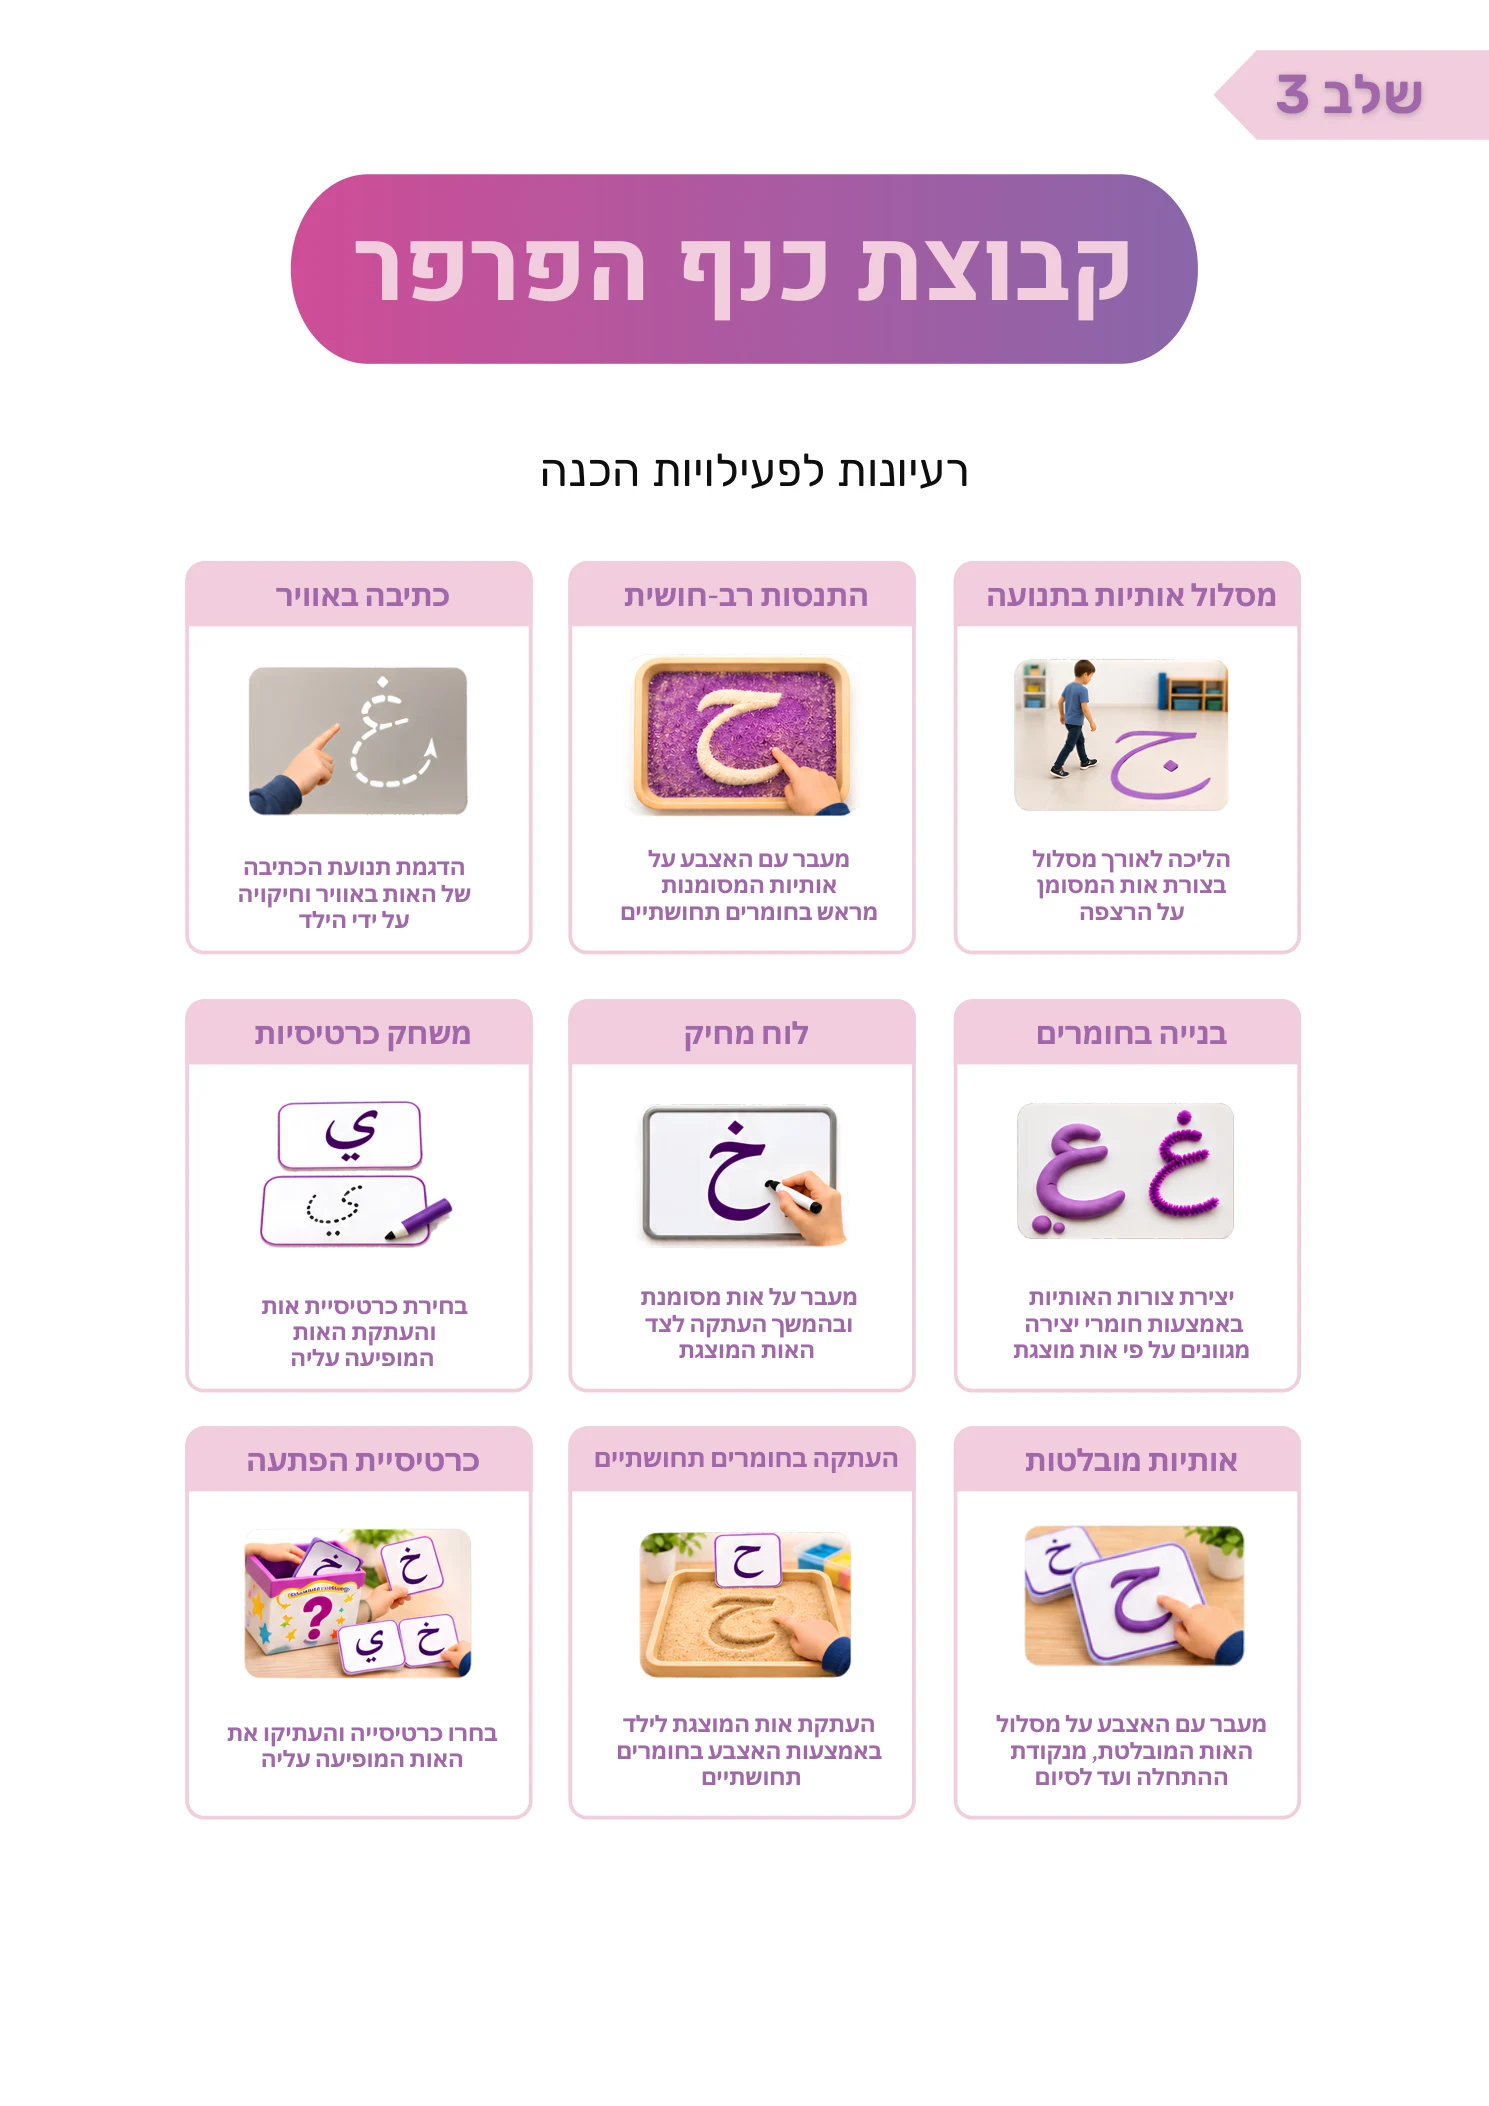 שלב 3
קבוצת כנף הפרפר
רעיונות לפעילויות הכנה
מסלול אותיות בתנועה
ج
הליכה לאורך מסלול
בצורת אות המסומן
על הרצפה
התנסות רב-חושית
ح
מעבר עם האצבע על
אותיות המסומנות
מראש בחומרים תחושתיים
כתיבה באוויר
غ
הדגמת תנועת הכתיבה
של האות באוויר וחיקויה
על ידי הילד
בנייה בחומרים
غ ع
יצירת צורות האותיות
באמצעות חומרי יצירה
מגוונים על פי אות מוצגת
לוח מחיק
خ
מעבר על אות מסומנת
ובהמשך העתקה לצד
האות המוצגת
משחק כרטיסיות
ي
ي
בחירת כרטיסיית אות
והעתקת האות
המופיעה עליה
אותיות מובלטות
خ
ح
מעבר עם האצבע על מסלול
האות המובלטת, מנקודת
ההתחלה ועד לסיום
העתקה בחומרים תחושתיים
ح
ح
העתקת אות המוצגת לילד
באמצעות האצבע בחומרים
תחושתיים
כרטיסיית הפתעה
خ
خ
?
خ
ي
בחרו כרטיסייה והעתיקו את
האות המופיעה עליה